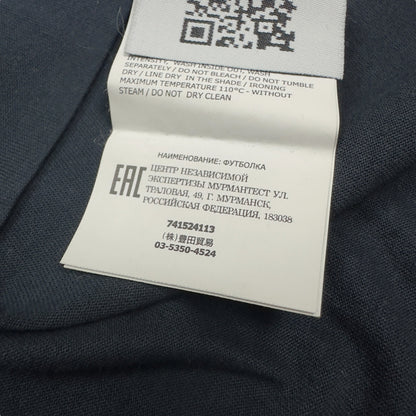 INTENSITY, WASH INSIDE OUT, WASH
SEPARATELY / DO NOT BLEACH / DO NOT TUMBLE
DRY / LINE DRY IN THE SHADE / IRONING
MAXIMUM TEMPERATURE 110°C - WITHOUT
STEAM / DO NOT DRY CLEAN
EAC
НАИМЕНОВАНИЕ: ФУТБОЛКА
ЦЕНТР НЕЗАВИСИМОЙ
ЭКСПЕРТИЗЫ МУРМАНТЕСТ УЛ.
ТРАЛОВАЯ, 49, Г. МУРМАНСК,
РОССИЙСКАЯ ФЕДЕРАЦИЯ, 183038
741524113
(株)豊田貿易
03-5350-4524